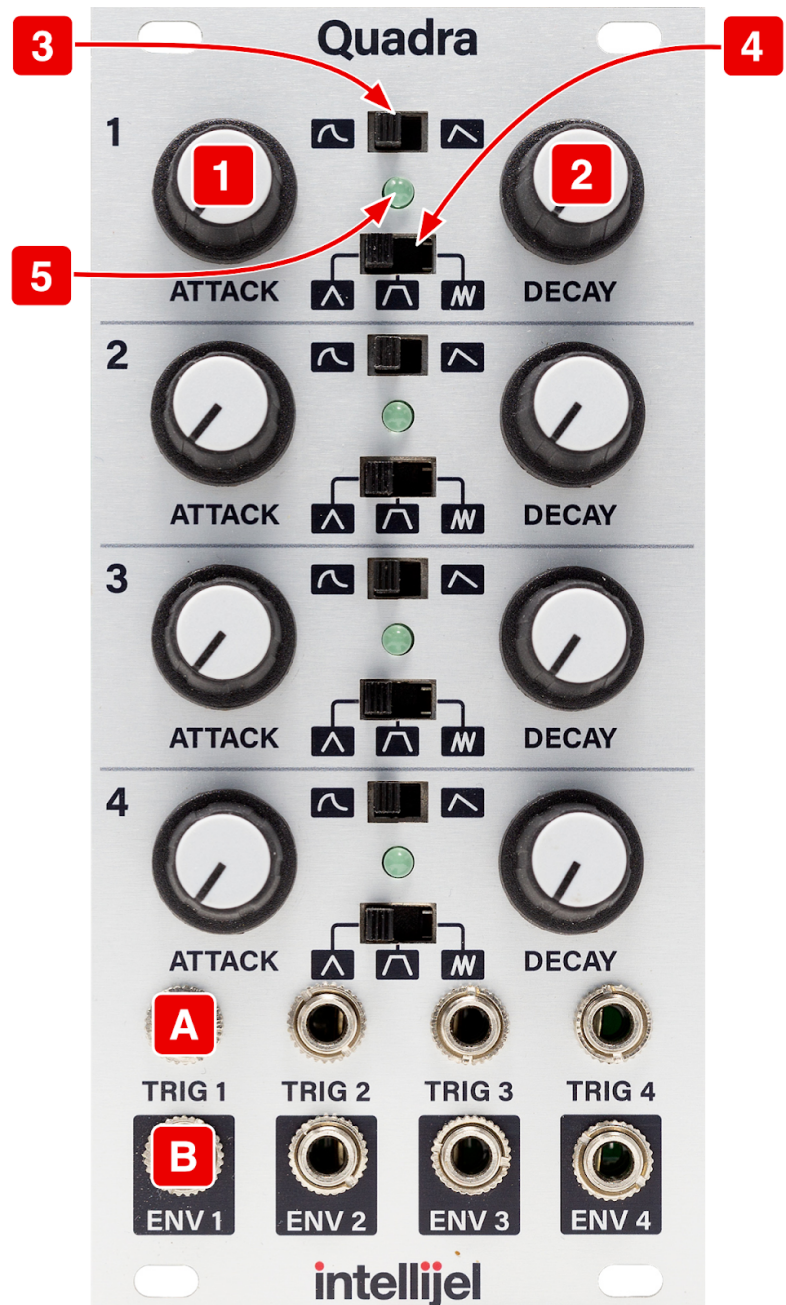 3 Quadra 4
1
1 2
5
ATTACK DECAY
2
ATTACK DECAY
3
ATTACK DECAY
4
ATTACK DECAY
A
TRIG 1 TRIG 2 TRIG 3 TRIG 4
B
ENV 1 ENV 2 ENV 3 ENV 4
intellijel